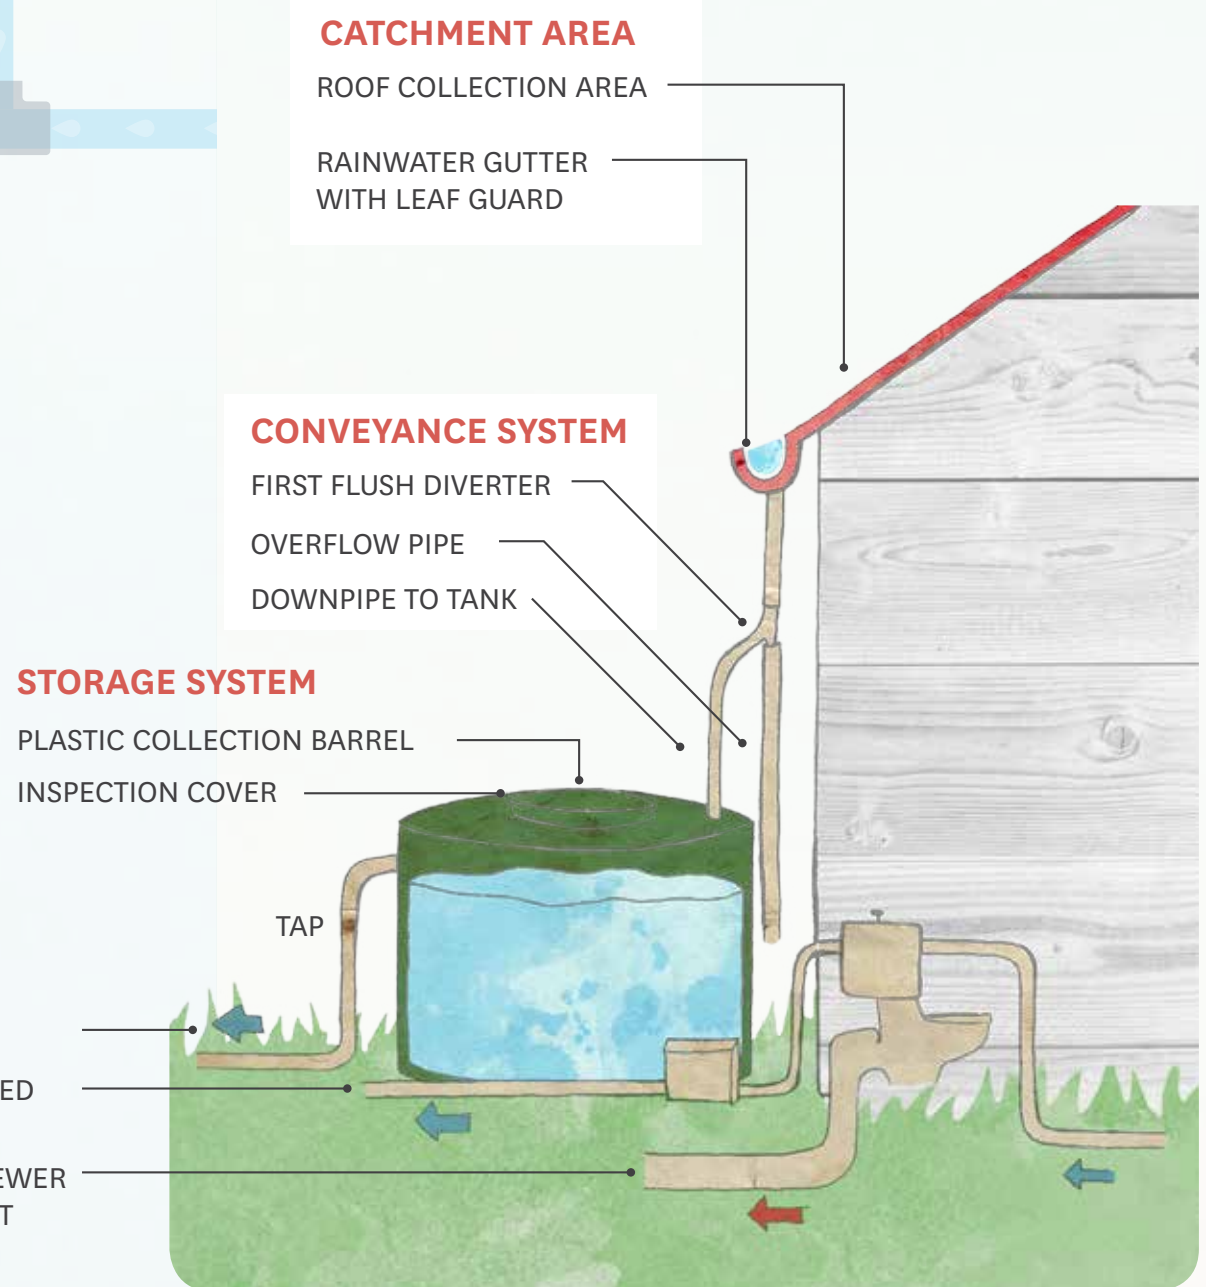 CATCHMENT AREA
ROOF COLLECTION AREA
RAINWATER GUTTER
WITH LEAF GUARD
CONVEYANCE SYSTEM
FIRST FLUSH DIVERTER
OVERFLOW PIPE
DOWNPIPE TO TANK
STORAGE SYSTEM
PLASTIC COLLECTION BARREL
INSPECTION COVER
TAP
ED
EWER
T